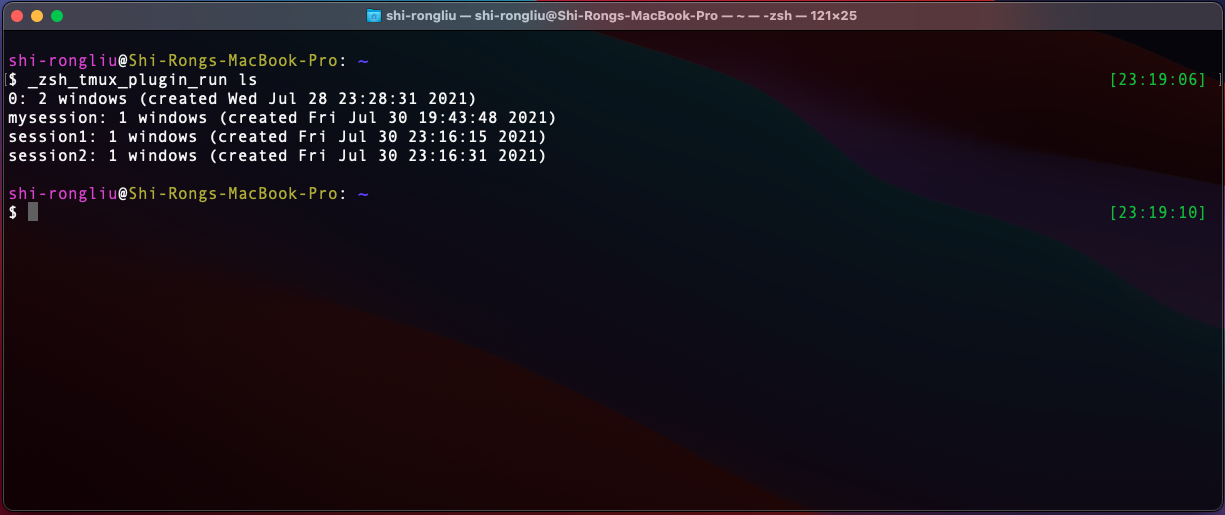 shi-rongliu — shi-rongliu@Shi-Rongs-MacBook-Pro — ~ — -zsh — 121×25
shi-rongliu@Shi-Rongs-MacBook-Pro: ~
$ _zsh_tmux_plugin_run ls [23:19:06]
0: 2 windows (created Wed Jul 28 23:28:31 2021)
mysession: 1 windows (created Fri Jul 30 19:43:48 2021)
session1: 1 windows (created Fri Jul 30 23:16:15 2021)
session2: 1 windows (created Fri Jul 30 23:16:31 2021)
shi-rongliu@Shi-Rongs-MacBook-Pro: ~
$ [23:19:10]